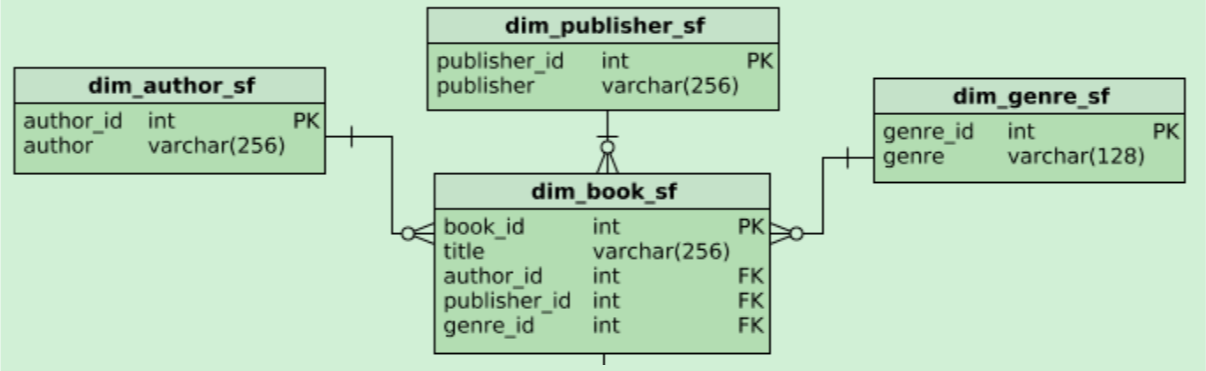 dim_publisher_sf
publisher_id int PK
publisher varchar(256)
dim_author_sf
author_id int PK
author varchar(256)
dim_genre_sf
genre_id int PK
genre varchar(128)
dim_book_sf
book_id int PK
title varchar(256)
author_id int FK
publisher_id int FK
genre_id int FK